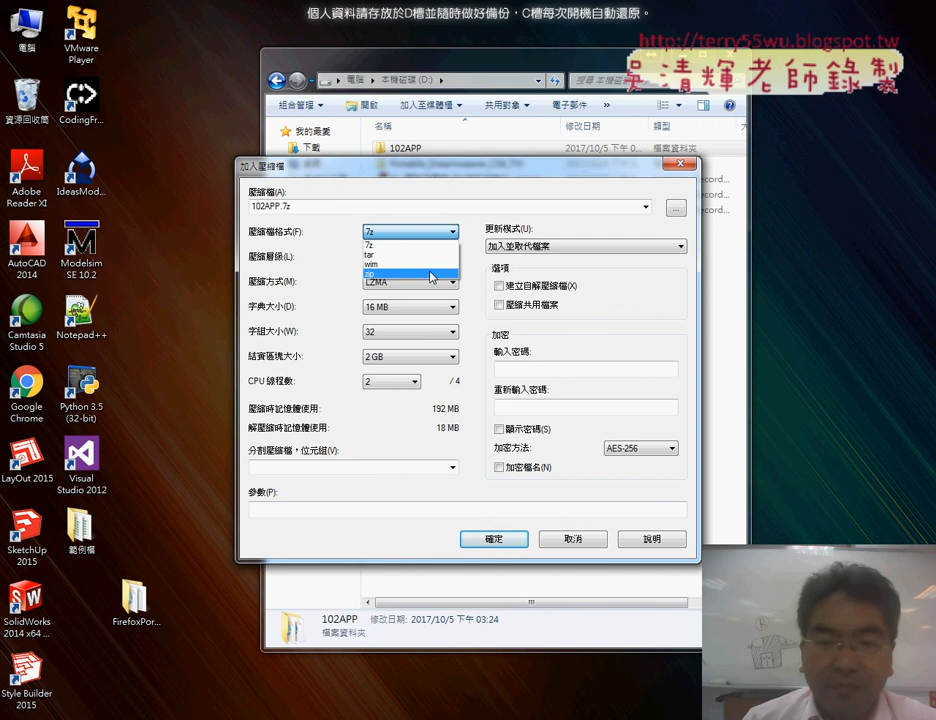 個人資料請存放於D槽並隨時做好備份，C槽每次開機自動還原。
http://terry55wu.blogspot.tw
吳清輝老師錄製
電腦
VMware Player
資源回收筒
CodingFr...
Adobe Reader XI
IdeasMod...
AutoCAD 2014
Modelsim SE 10.2
Camtasia Studio 5
Notepad++
Google Chrome
Python 3.5 (32-bit)
LayOut 2015
Visual Studio 2012
SketchUp 2015
範例檔
SolidWorks 2014 x64 ...
FirefoxPor...
Style Builder 2015
電腦 ▸ 本機磁碟 (D:) ▸
組合管理
開啟
加入至媒體櫃
共用對象
電子郵件
»
我的最愛
下載
名稱
修改日期
類型
102APP
2017/10/5 下午 0...
檔案資料夾
加入壓縮檔
壓縮檔(A):
102APP.7z
...
壓縮檔格式(F):
7z
7z
tar
wim
zip
壓縮層級(L):
壓縮方式(M):
LZMA
字典大小(D):
16 MB
字組大小(W):
32
結實區塊大小:
2 GB
CPU 線程數:
2
/ 4
壓縮時記憶體使用:
192 MB
解壓縮時記憶體使用:
18 MB
分割壓縮檔，位元組(V):
參數(P):
更新模式(U):
加入並取代檔案
選項
建立自解壓縮檔(X)
壓縮共用檔案
加密
輸入密碼:
重新輸入密碼:
顯示密碼(S)
加密方法:
AES-256
加密檔名(N)
確定
取消
說明
102APP
修改日期: 2017/10/5 下午 03:24
檔案資料夾